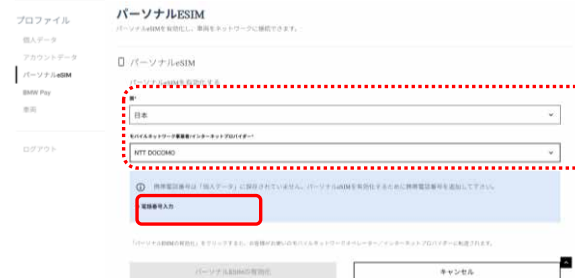 プロファイル
個人データ
アカウントデータ
パーソナルeSIM
BMW Pay
車両
ログアウト
パーソナルESIM
パーソナルeSIMを有効化し、車両をネットワークに接続できます。
パーソナルeSIM
パーソナルeSIMを有効化する
国*
日本
モバイルネットワーク事業者/インターネットプロバイダー*
NTT DOCOMO
携帯電話番号は「個人データ」に保存されていません。パーソナルeSIMを有効化するために携帯電話番号を追加して下さい。
電話番号入力
「パーソナルESIMの有効化」をクリックすると、お客様がお使いのモバイルネットワークオペレーター/インターネットプロバイダーに転送されます。
パーソナルESIMの有効化
キャンセル